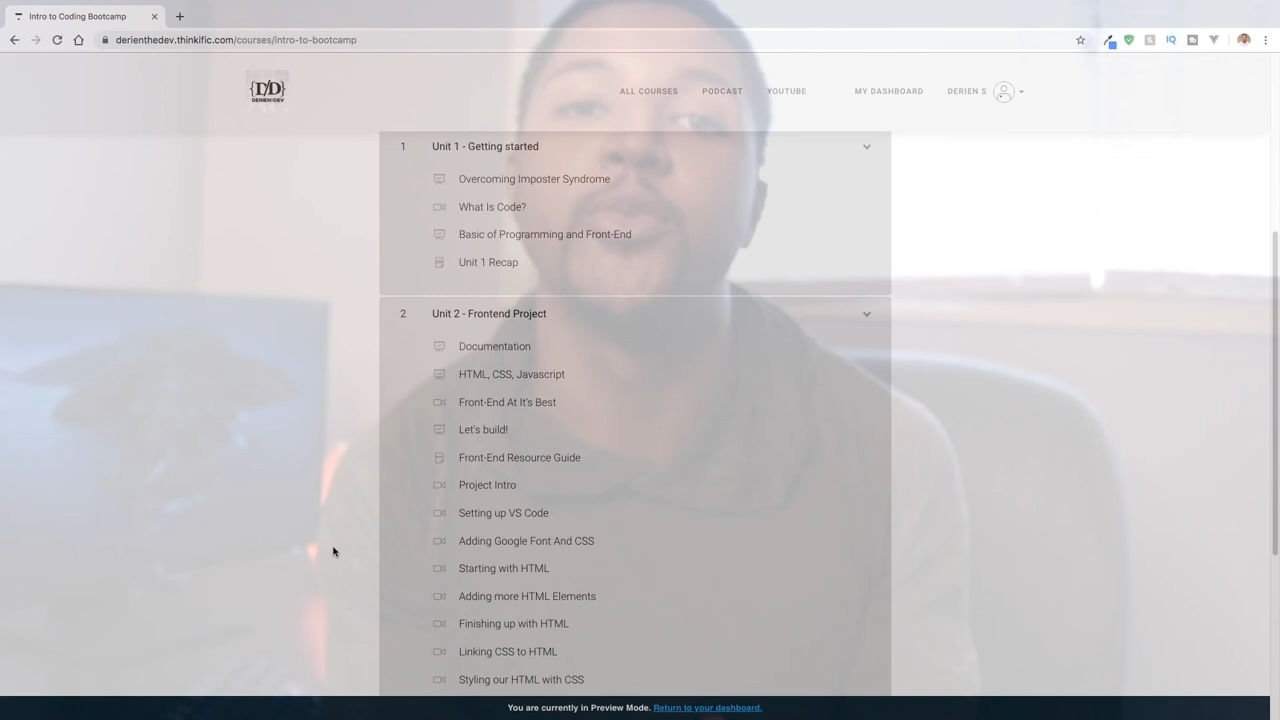 Intro to Coding Bootcamp
derienthedev.thinkific.com/courses/intro-to-bootcamp
IQ
{D}
DERIENTHEDEV
ALL COURSES
PODCAST
YOUTUBE
MY DASHBOARD
DERIEN S
1 Unit 1 - Getting started
Overcoming Imposter Syndrome
What Is Code?
Basic of Programming and Front-End
Unit 1 Recap
2 Unit 2 - Frontend Project
Documentation
HTML, CSS, Javascript
Front-End At It's Best
Let's build!
Front-End Resource Guide
Project Intro
Setting up VS Code
Adding Google Font And CSS
Starting with HTML
Adding more HTML Elements
Finishing up with HTML
Linking CSS to HTML
Styling our HTML with CSS
You are currently in Preview Mode. Return to your dashboard.